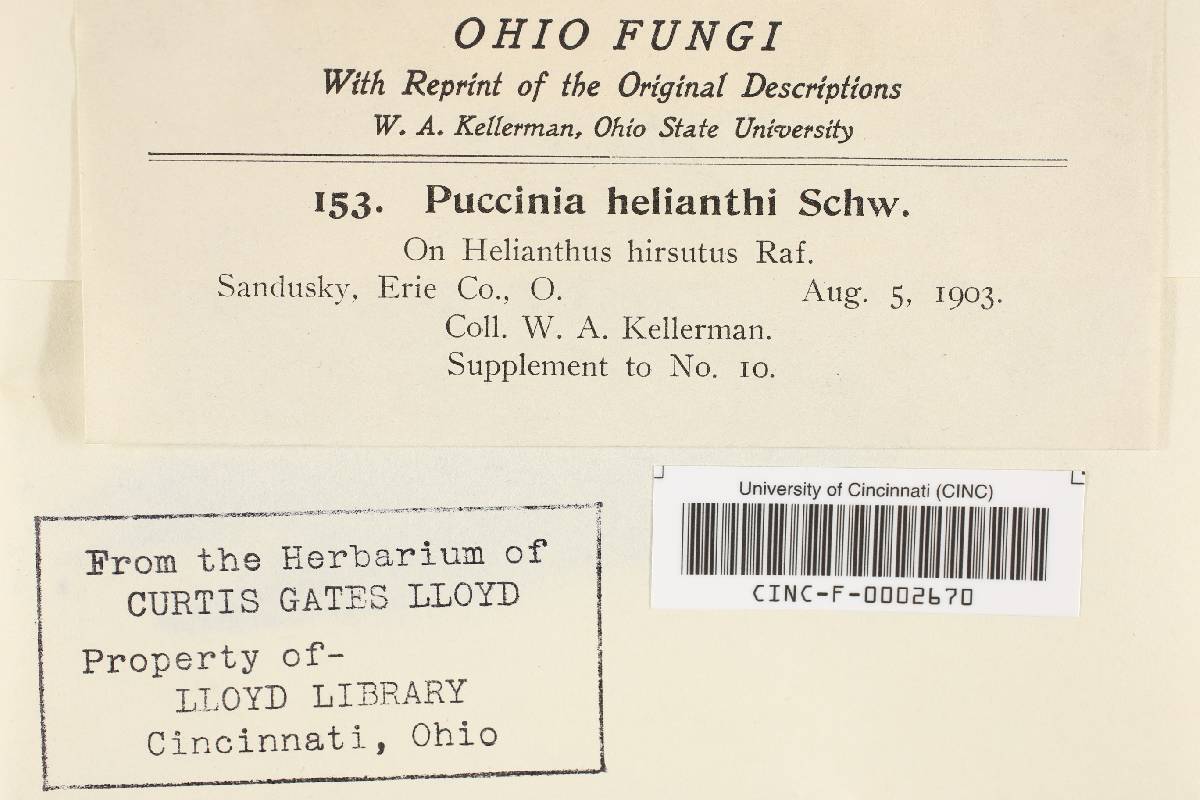 OHIO FUNGI
With Reprint of the Original Descriptions
W. A. Kellerman, Ohio State University
153. Puccinia helianthi Schw.
On Helianthus hirsutus Raf.
Sandusky, Erie Co., O. Aug. 5, 1903.
Coll. W. A. Kellerman.
Supplement to No. 10.
University of Cincinnati (CINC)
CINC-F-0002670
From the Herbarium of
CURTIS GATES LLOYD
Property of-
LLOYD LIBRARY
Cincinnati, Ohio